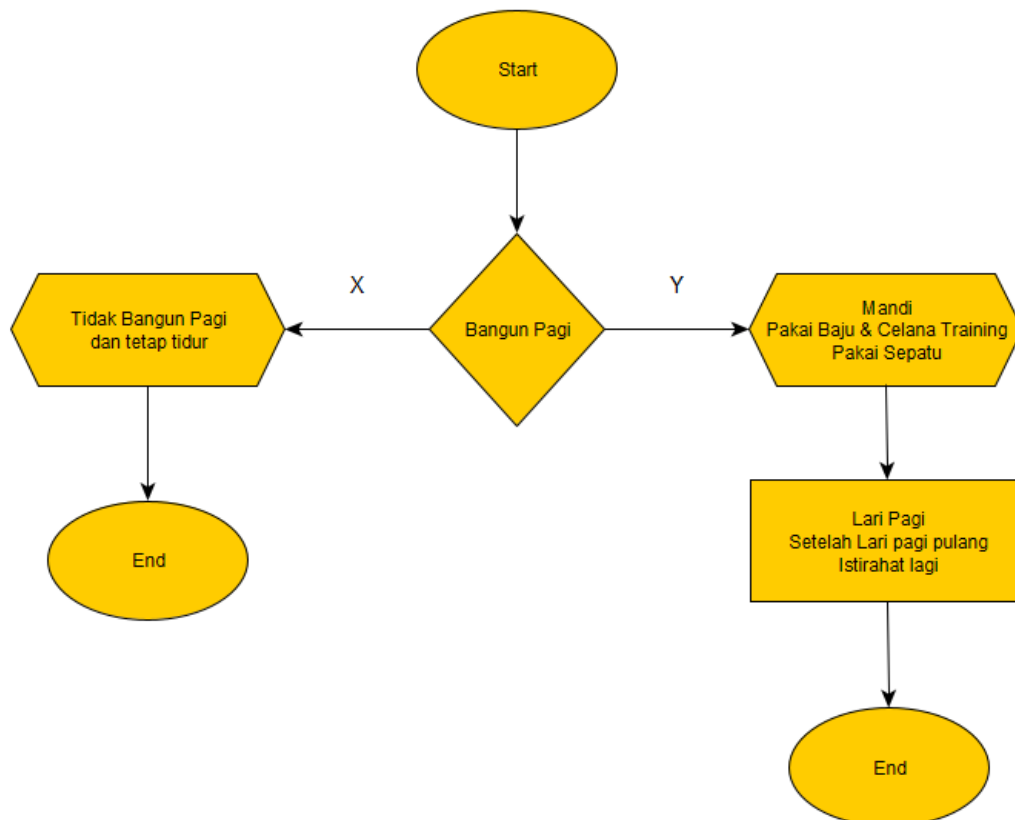 Start
X
Y
Bangun Pagi
Tidak Bangun Pagi
dan tetap tidur
Mandi
Pakai Baju & Celana Training
Pakai Sepatu
End
Lari Pagi
Setelah Lari pagi pulang
Istirahat lagi
End